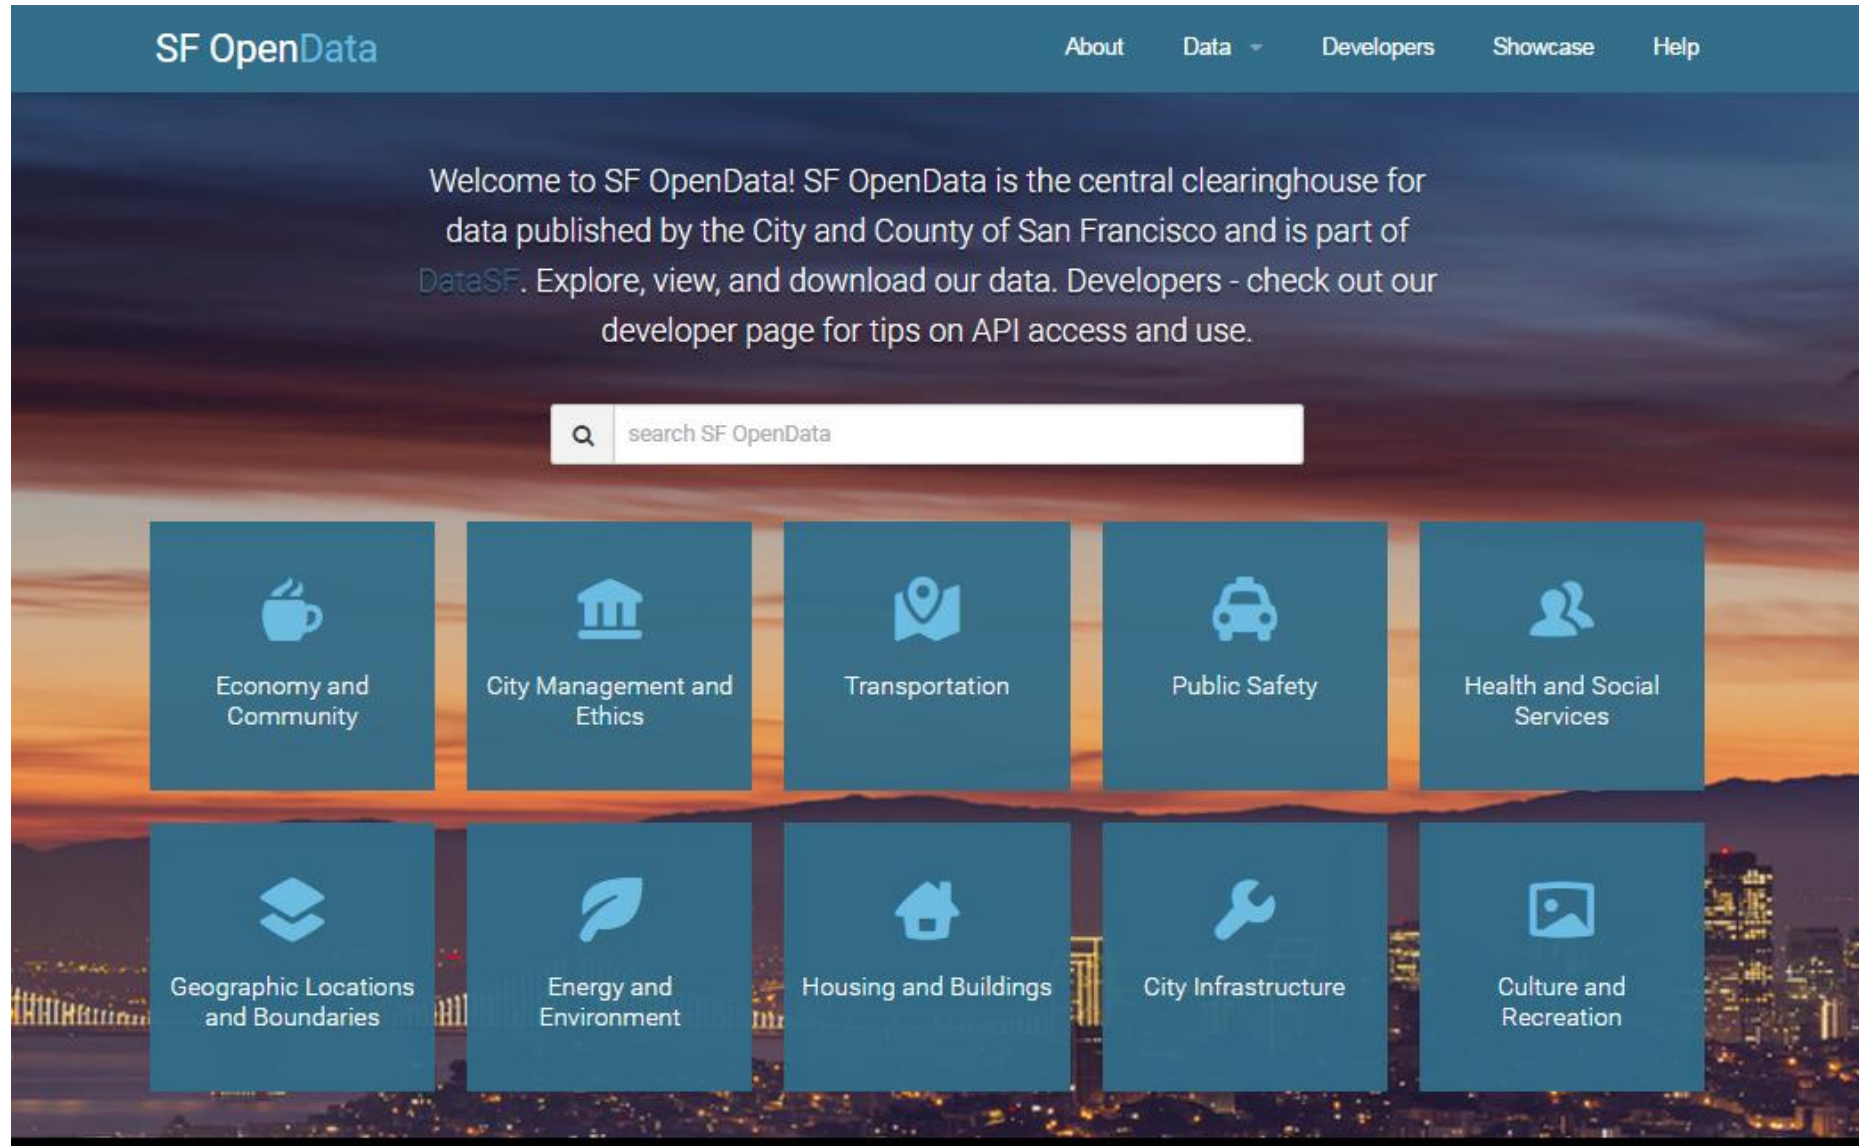 SF OpenData
About Data Developers Showcase Help
Welcome to SF OpenData! SF OpenData is the central clearinghouse for
data published by the City and County of San Francisco and is part of
DataSF. Explore, view, and download our data. Developers - check out our
developer page for tips on API access and use.
search SF OpenData
Economy and
Community
City Management and
Ethics
Transportation
Public Safety
Health and Social
Services
Geographic Locations
and Boundaries
Energy and
Environment
Housing and Buildings
City Infrastructure
Culture and
Recreation